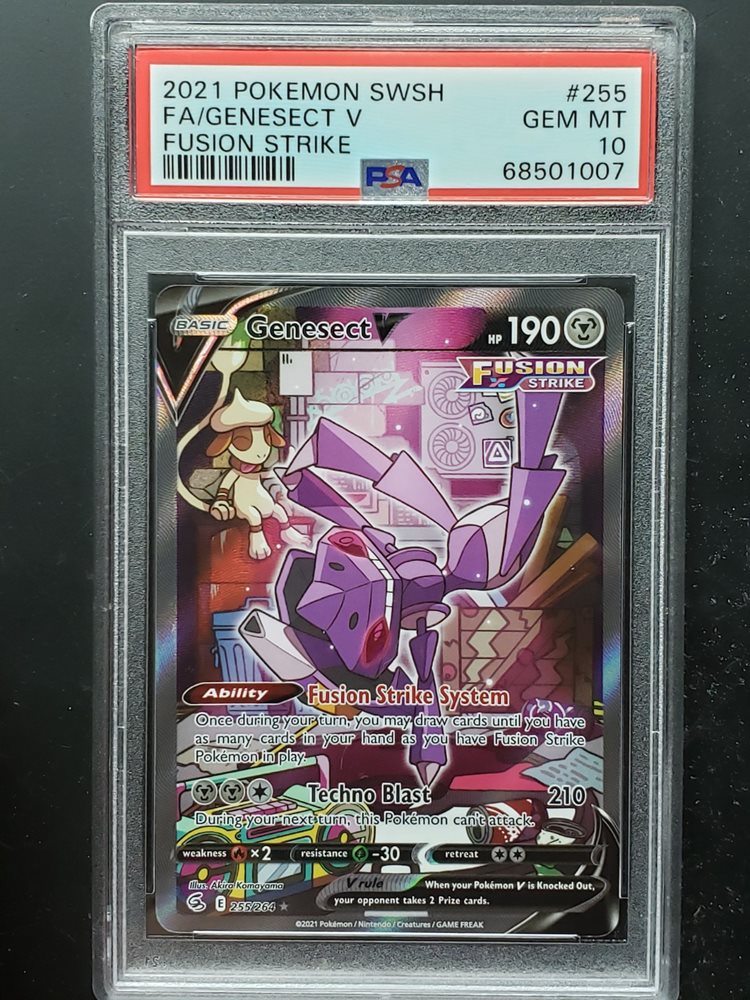 2021 POKEMON SWSH #255
FA/GENESECT V GEM MT
FUSION STRIKE 10
PSA 68501007
BASIC Genesect V HP 190
FUSION
STRIKE
Ability Fusion Strike System
Once during your turn, you may draw cards until you have
as many cards in your hand as you have Fusion Strike
Pokémon in play.
Techno Blast 210
During your next turn, this Pokémon can't attack.
weakness ×2 resistance -30 retreat
Illus. Akira Komayama
V rule When your Pokémon V is Knocked Out,
your opponent takes 2 Prize cards.
E 255/264
©2021 Pokémon / Nintendo / Creatures / GAME FREAK